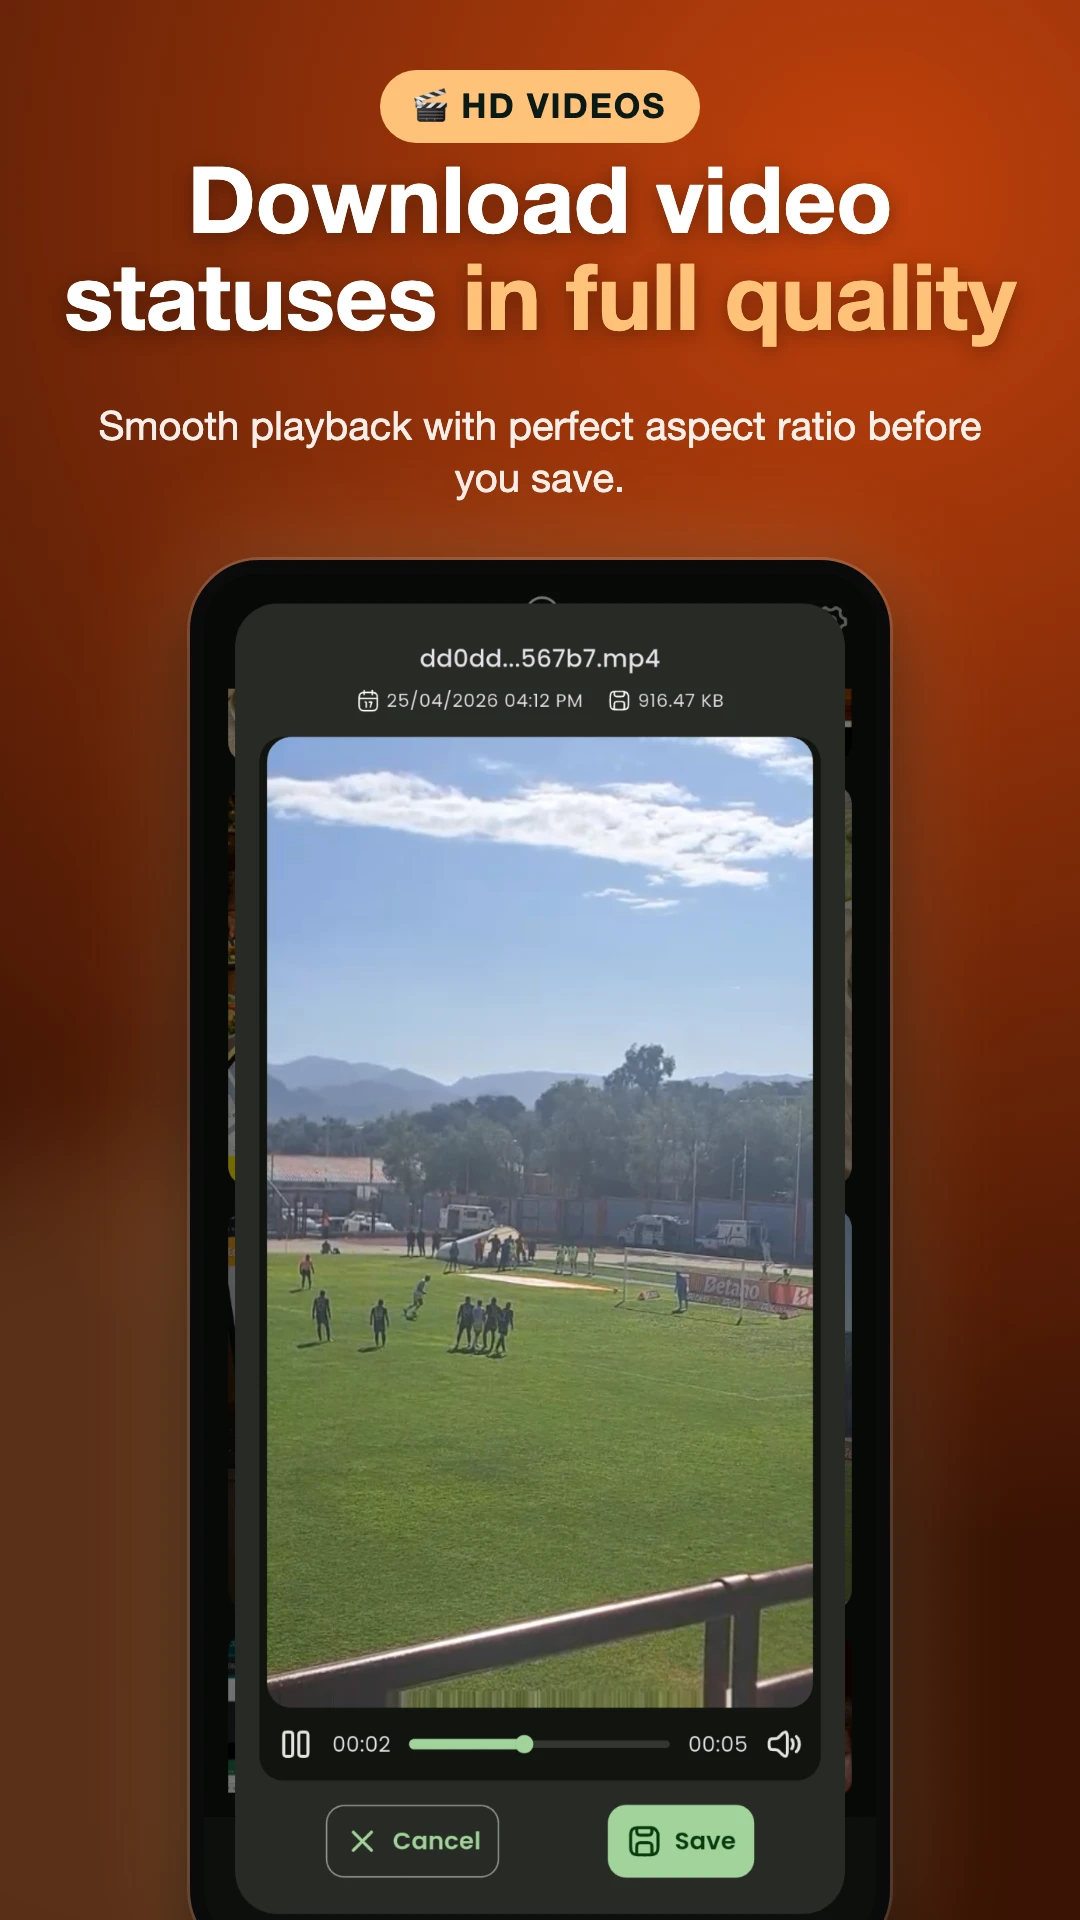 HD VIDEOS
Download video
statuses in full quality
Smooth playback with perfect aspect ratio before
you save.
dd0dd...567b7.mp4
25/04/2026 04:12 PM 916.47 KB
Betano
00:02 00:05
Cancel Save